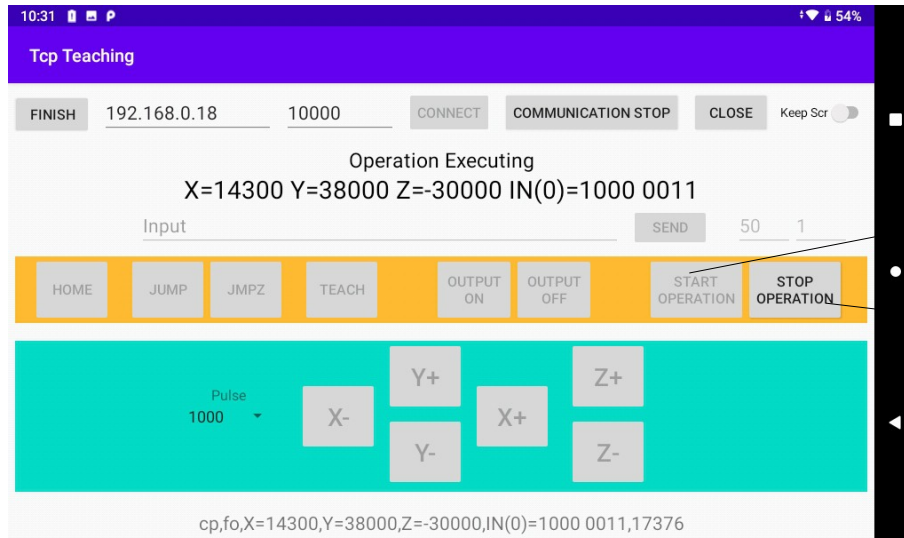 10:31 54%
Tcp Teaching
FINISH 192.168.0.18 10000 CONNECT COMMUNICATION STOP CLOSE Keep Scr
Operation Executing
X=14300 Y=38000 Z=-30000 IN(0)=1000 0011
Input SEND 50 1
HOME JUMP JMPZ TEACH OUTPUT ON OUTPUT OFF START OPERATION STOP OPERATION
Y+ Z+
Pulse
1000 X- X+
Y- Z-
cp,fo,X=14300,Y=38000,Z=-30000,IN(0)=1000 0011,17376